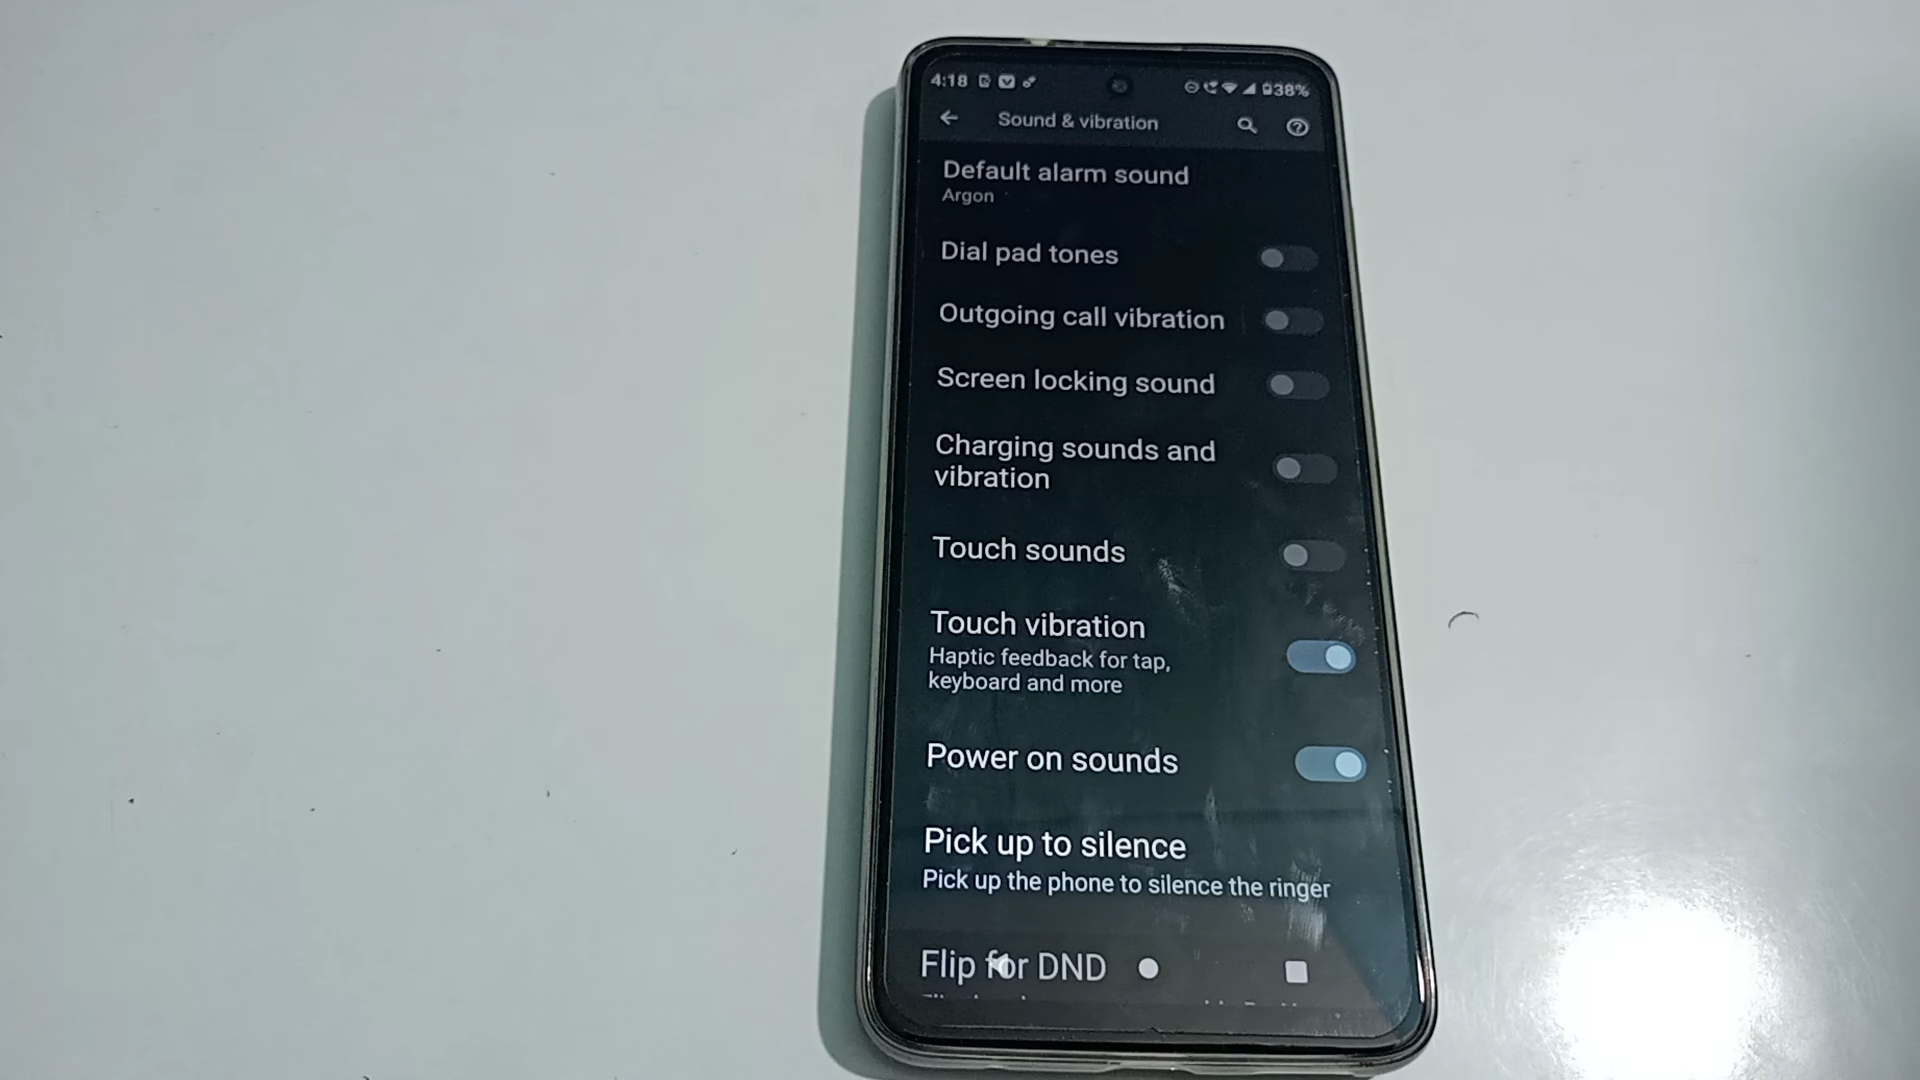 4:18 38%
Sound & vibration
Default alarm sound
Argon
Dial pad tones
Outgoing call vibration
Screen locking sound
Charging sounds and
vibration
Touch sounds
Touch vibration
Haptic feedback for tap,
keyboard and more
Power on sounds
Pick up to silence
Pick up the phone to silence the ringer
Flip for DND